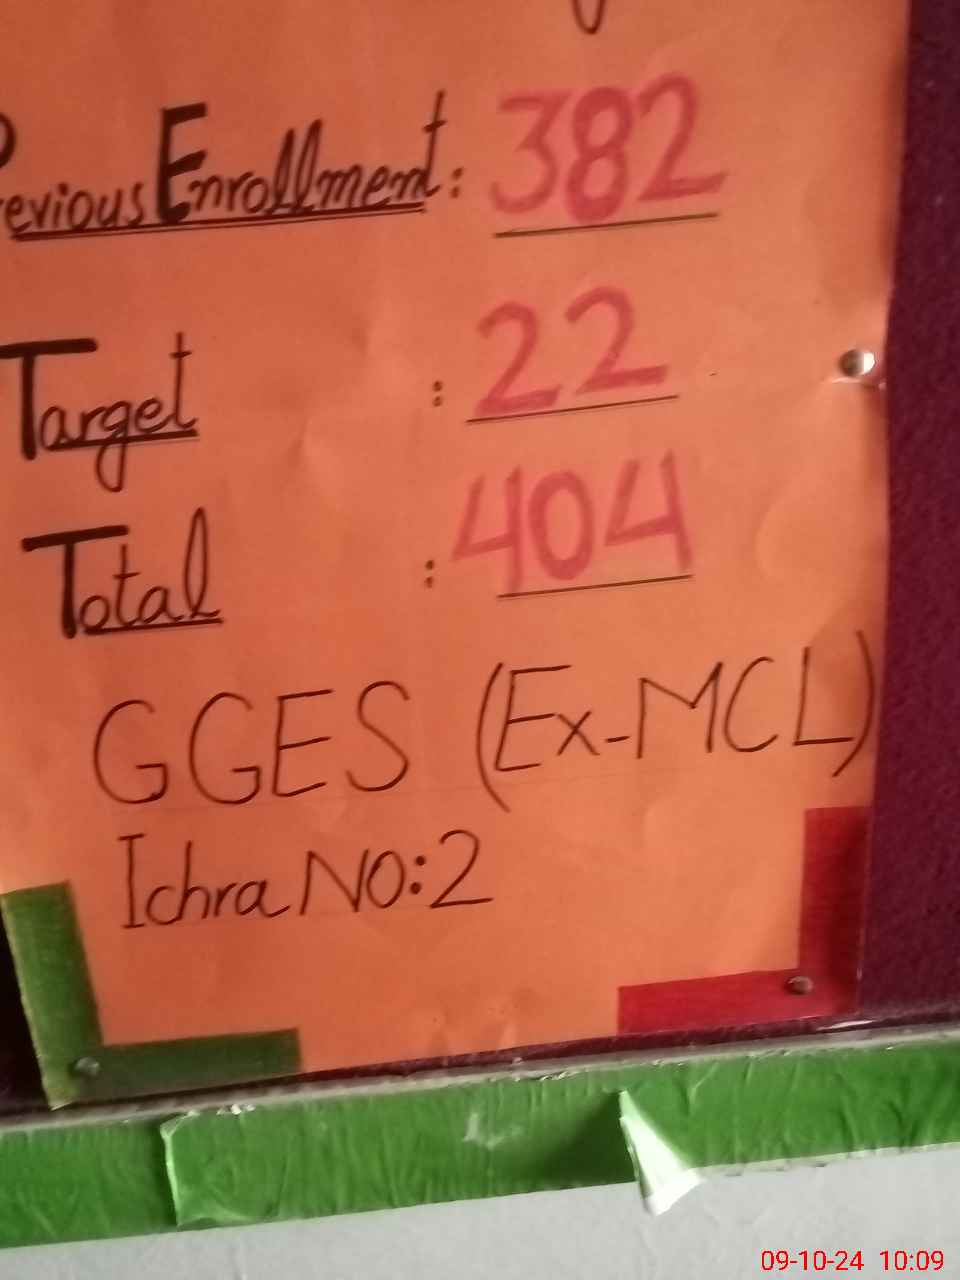 Previous Enrollment: 382
Target : 22
Total : 404
GGES (Ex-MCL)
Ichra NO:2
09-10-24 10:09